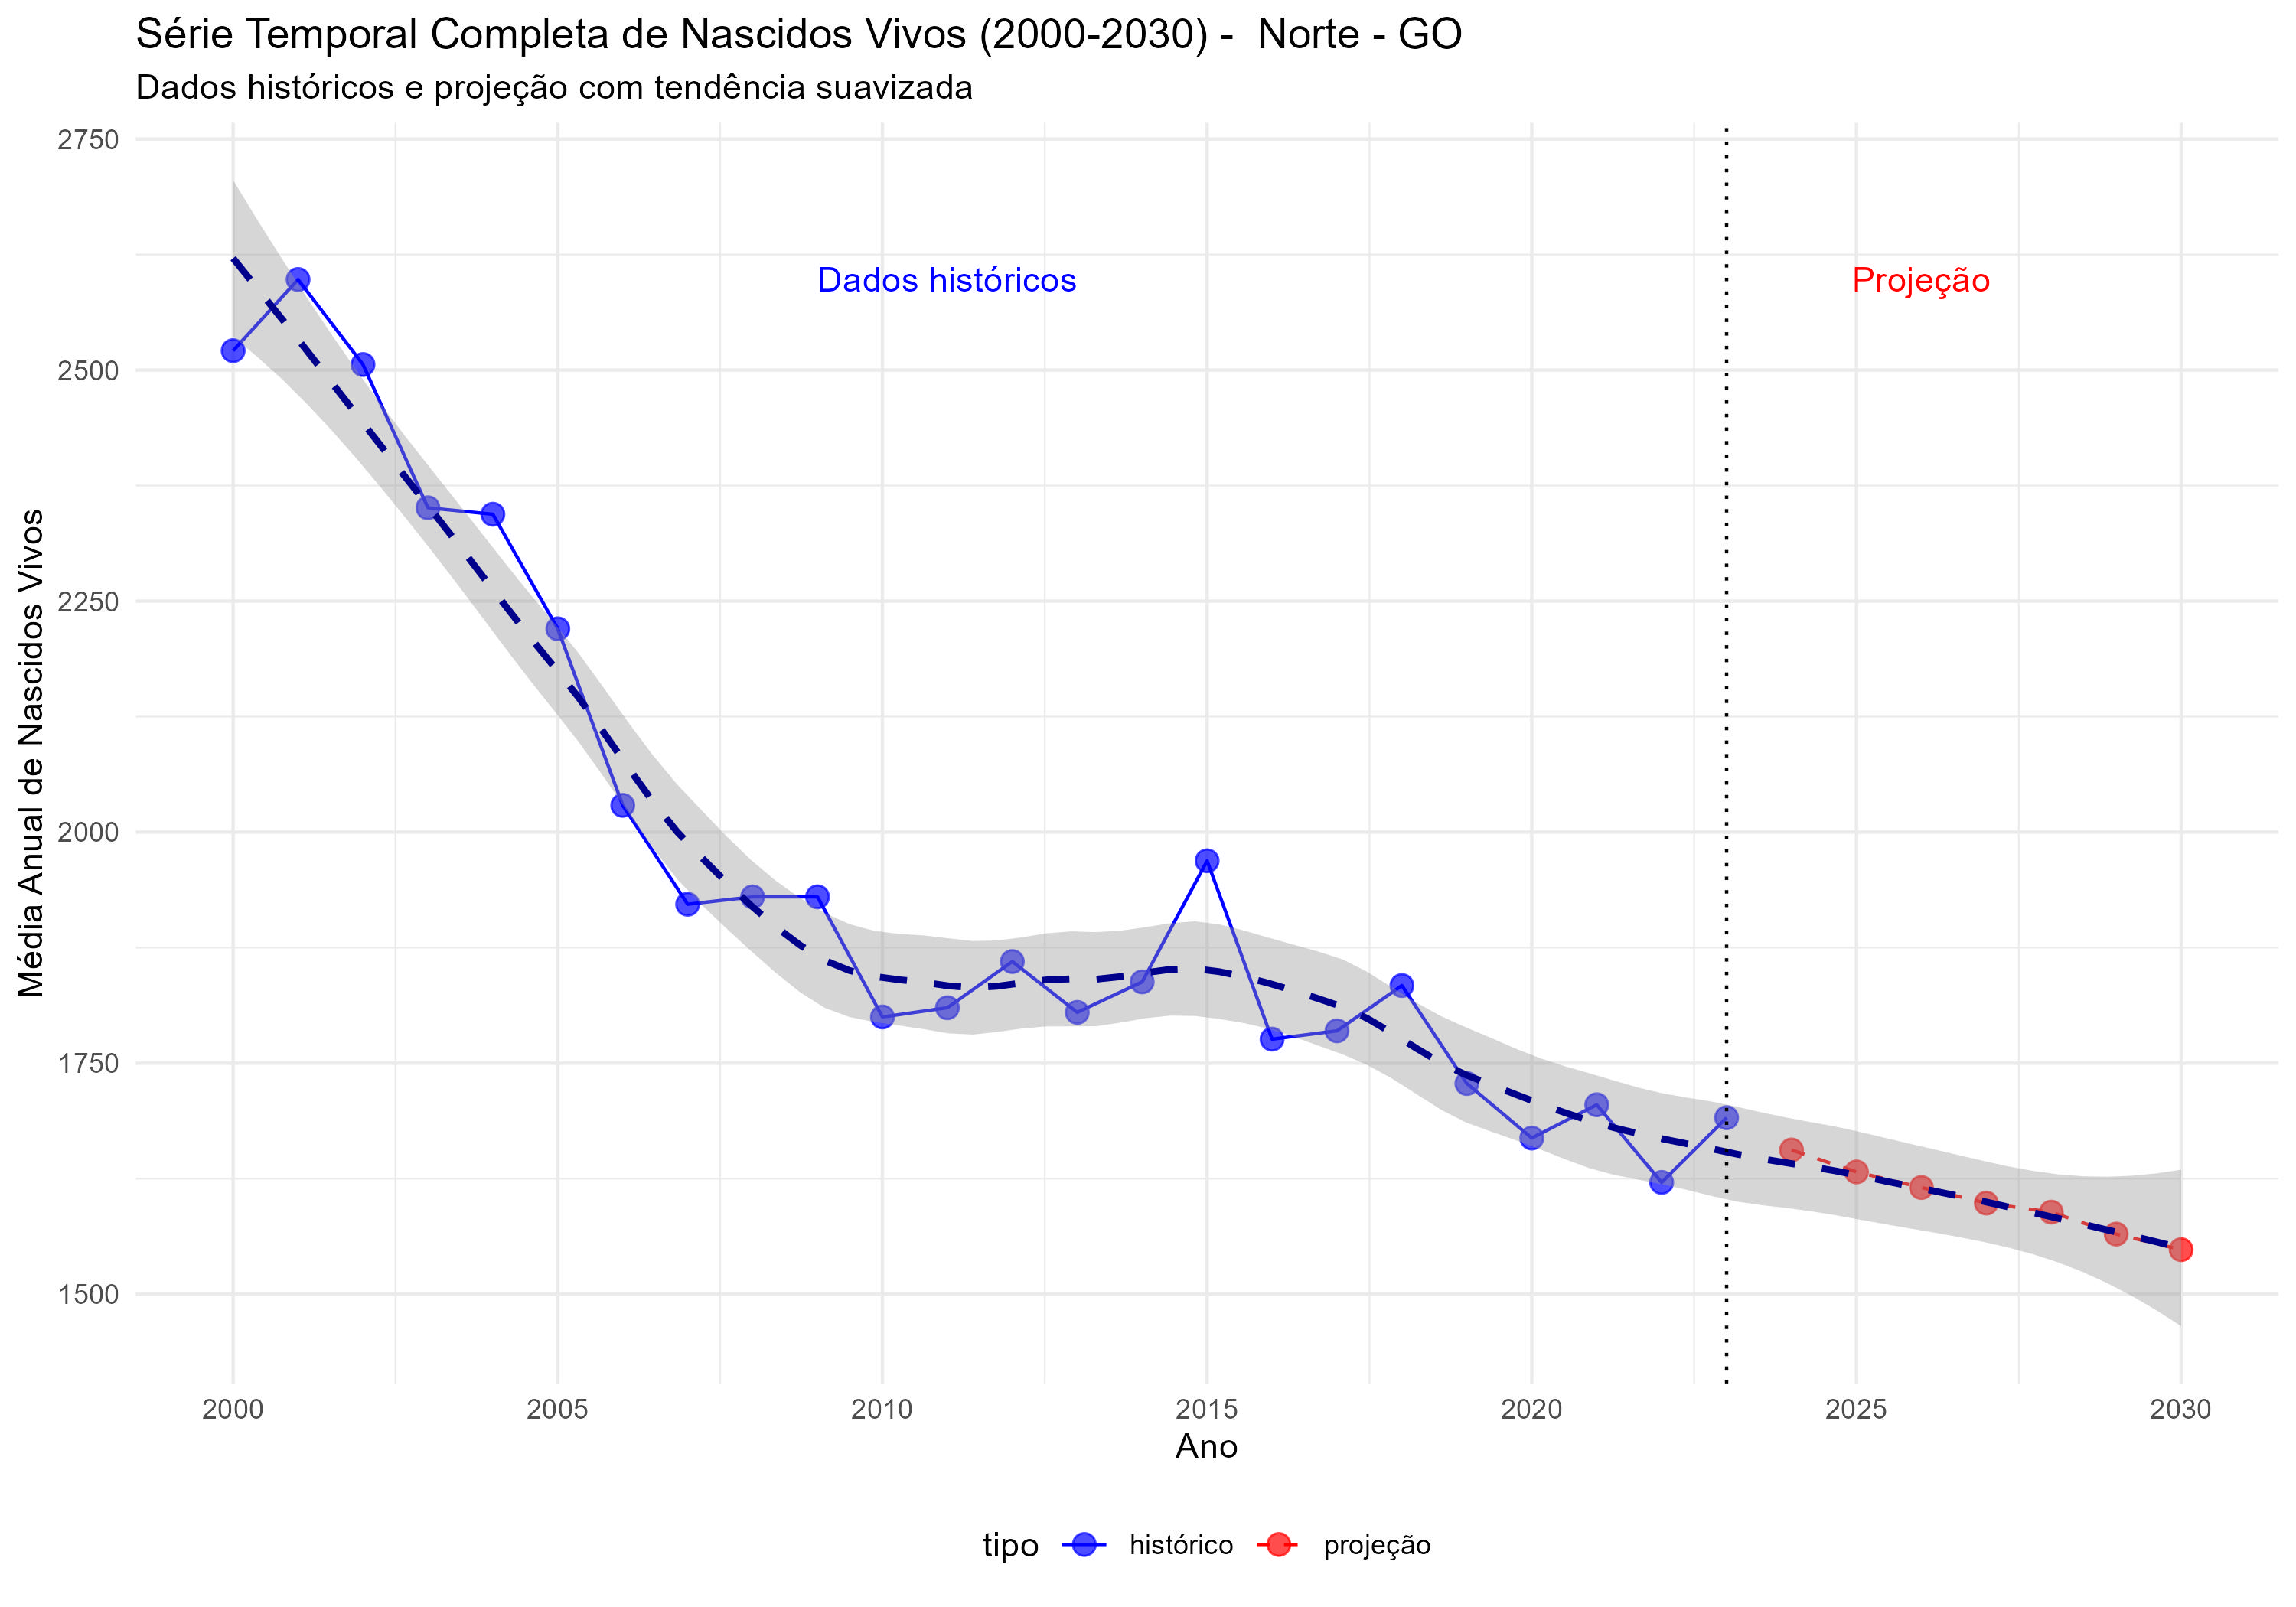 Série Temporal Completa de Nascidos Vivos (2000-2030) -  Norte - GO
Dados históricos e projeção com tendência suavizada
Média Anual de Nascidos Vivos
2750
2500
2250
2000
1750
1500
Dados históricos
Projeção
2000
2005
2010
2015
2020
2025
2030
Ano
tipo
histórico
projeção